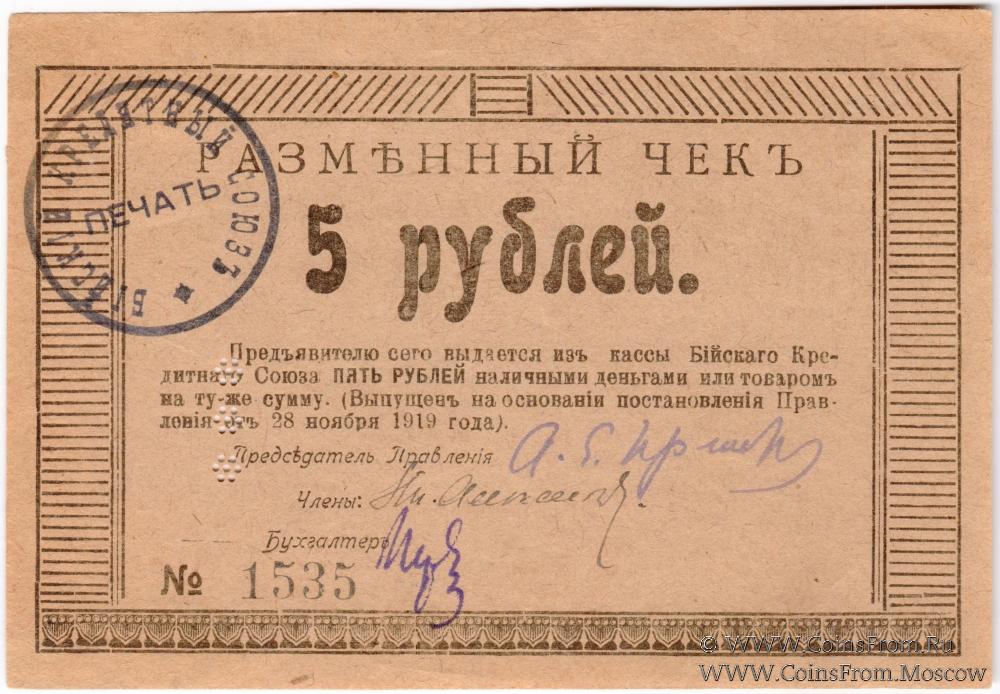 БІЙСКІЙ КРЕДИТНЫЙ СОЮЗЪ
ПЕЧАТЬ
РАЗМѢННЫЙ ЧЕКЪ
5 рублей.
Предъявителю сего выдается изъ кассы Бійскаго Кре-
дитнаго Союза ПЯТЬ РУБЛЕЙ наличными деньгами или товаромъ
на ту-же сумму. (Выпущенъ на основаніи постановленія Прав-
ленія отъ 28 ноября 1919 года).
Предсѣдатель Правленія
Члены:
Бухгалтеръ
№ 1535
© WWW.CoinsFrom.Ru
WWW.CoinsFrom.Moscow